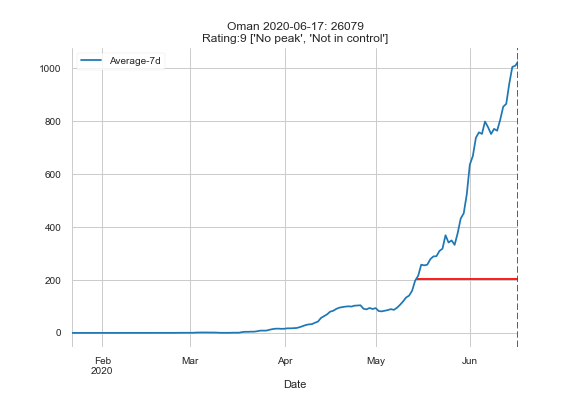 Oman 2020-06-17: 26079
Rating:9 ['No peak', 'Not in control']
Average-7d
1000
800
600
400
200
0
Feb
2020
Mar
Apr
May
Jun
Date